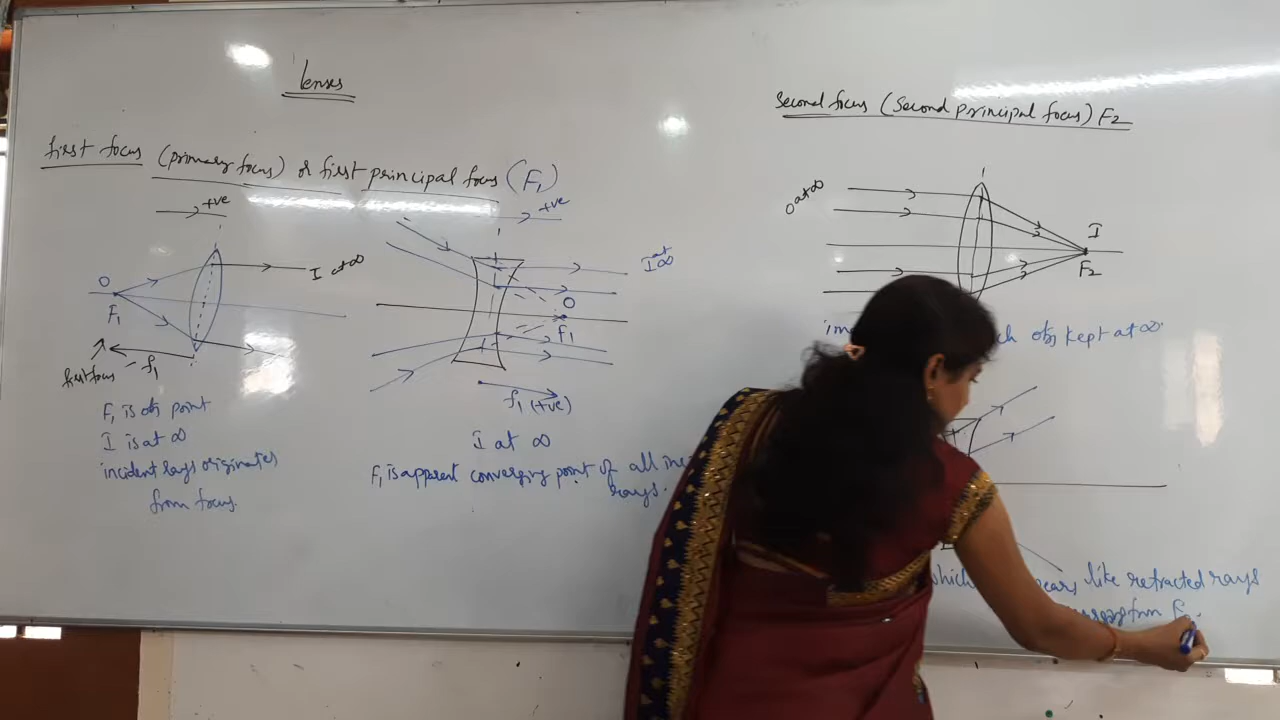 lenses
first focus (primary focus) or first principal focus (F1)
+ve
O
F1
I at ∞
first focus
- f1
F1 is obj point
I is at ∞
incident rays originates
from focus.
+ve
I at ∞
O
F1
f1 (+ve)
I at ∞
F1 is apparent converging point of all
rays.
Second focus (Second principal focus) F2
O at ∞
I
F2
obj kept at ∞.
like refracted rays